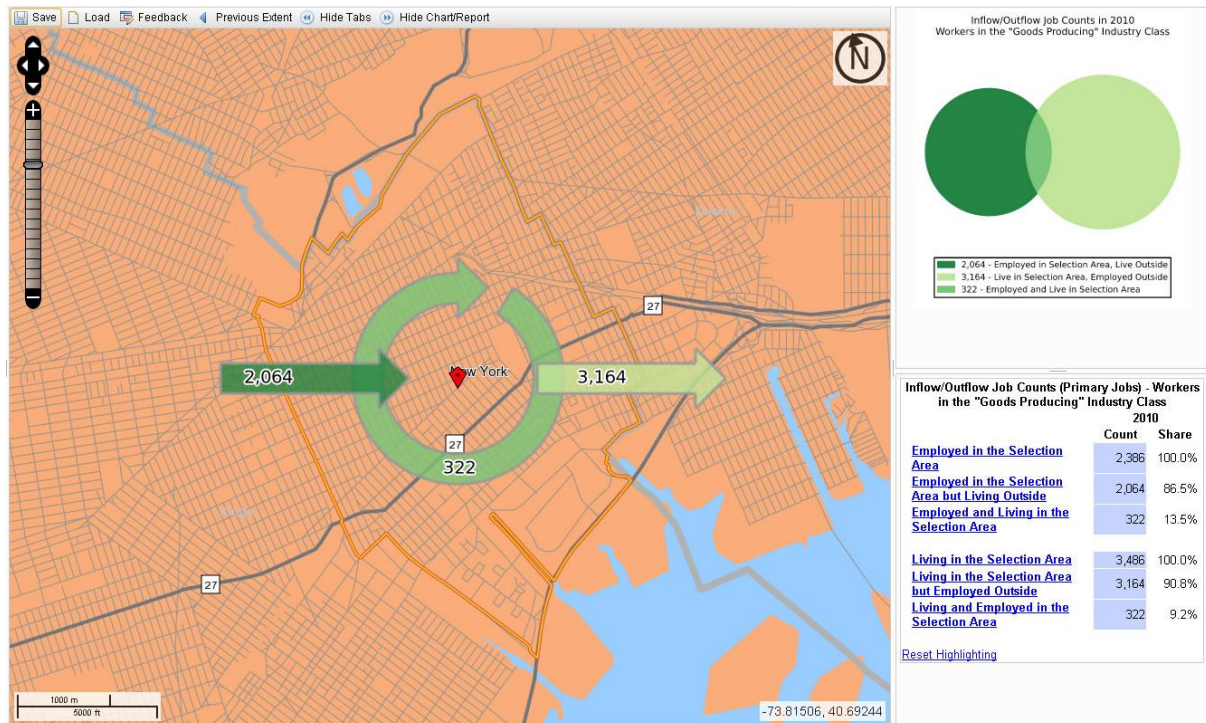 Save Load Feedback Previous Extent Hide Tabs Hide Chart/Report
N
27
New York
2,064
3,164
27
322
27
1000 m
5000 ft
-73.81506, 40.69244
Inflow/Outflow Job Counts in 2010
Workers in the "Goods Producing" Industry Class
2,064 - Employed in Selection Area, Live Outside
3,164 - Live in Selection Area, Employed Outside
322 - Employed and Live in Selection Area
Inflow/Outflow Job Counts (Primary Jobs) - Workers
in the "Goods Producing" Industry Class
2010
Count Share
Employed in the Selection
Area 2,386 100.0%
Employed in the Selection
Area but Living Outside 2,064 86.5%
Employed and Living in the
Selection Area 322 13.5%
Living in the Selection Area 3,486 100.0%
Living in the Selection Area
but Employed Outside 3,164 90.8%
Living and Employed in the
Selection Area 322 9.2%
Reset Highlighting